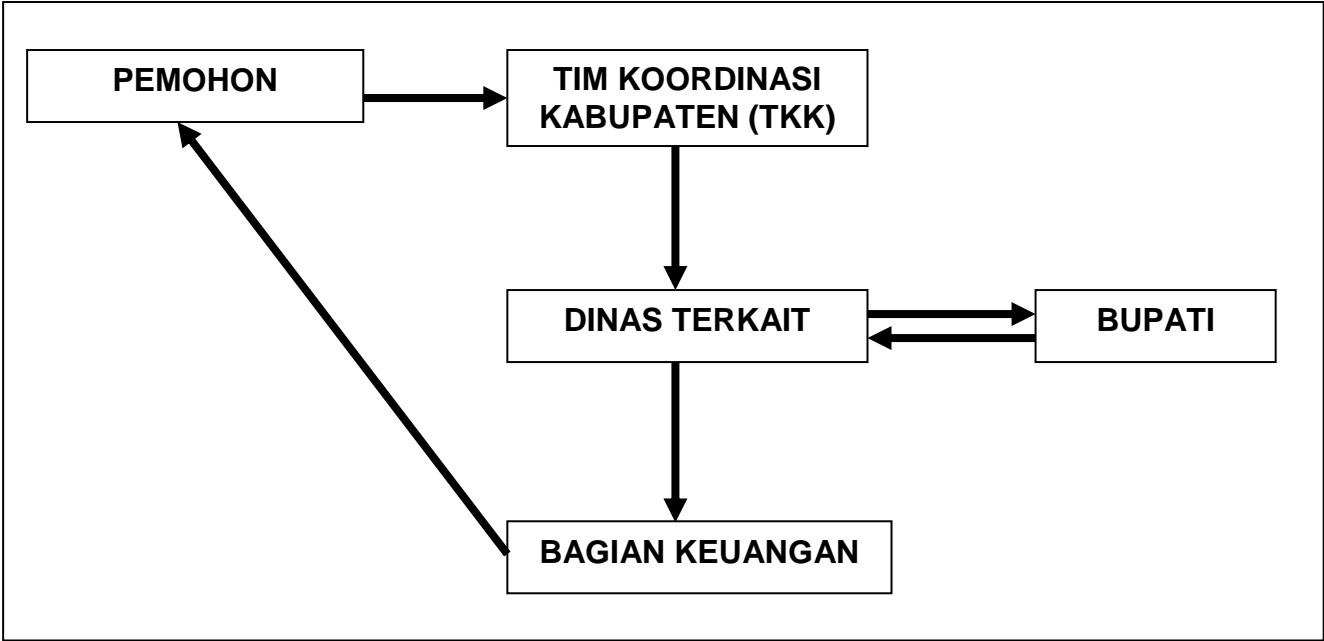 PEMOHON
TIM KOORDINASI
KABUPATEN (TKK)
DINAS TERKAIT
BUPATI
BAGIAN KEUANGAN